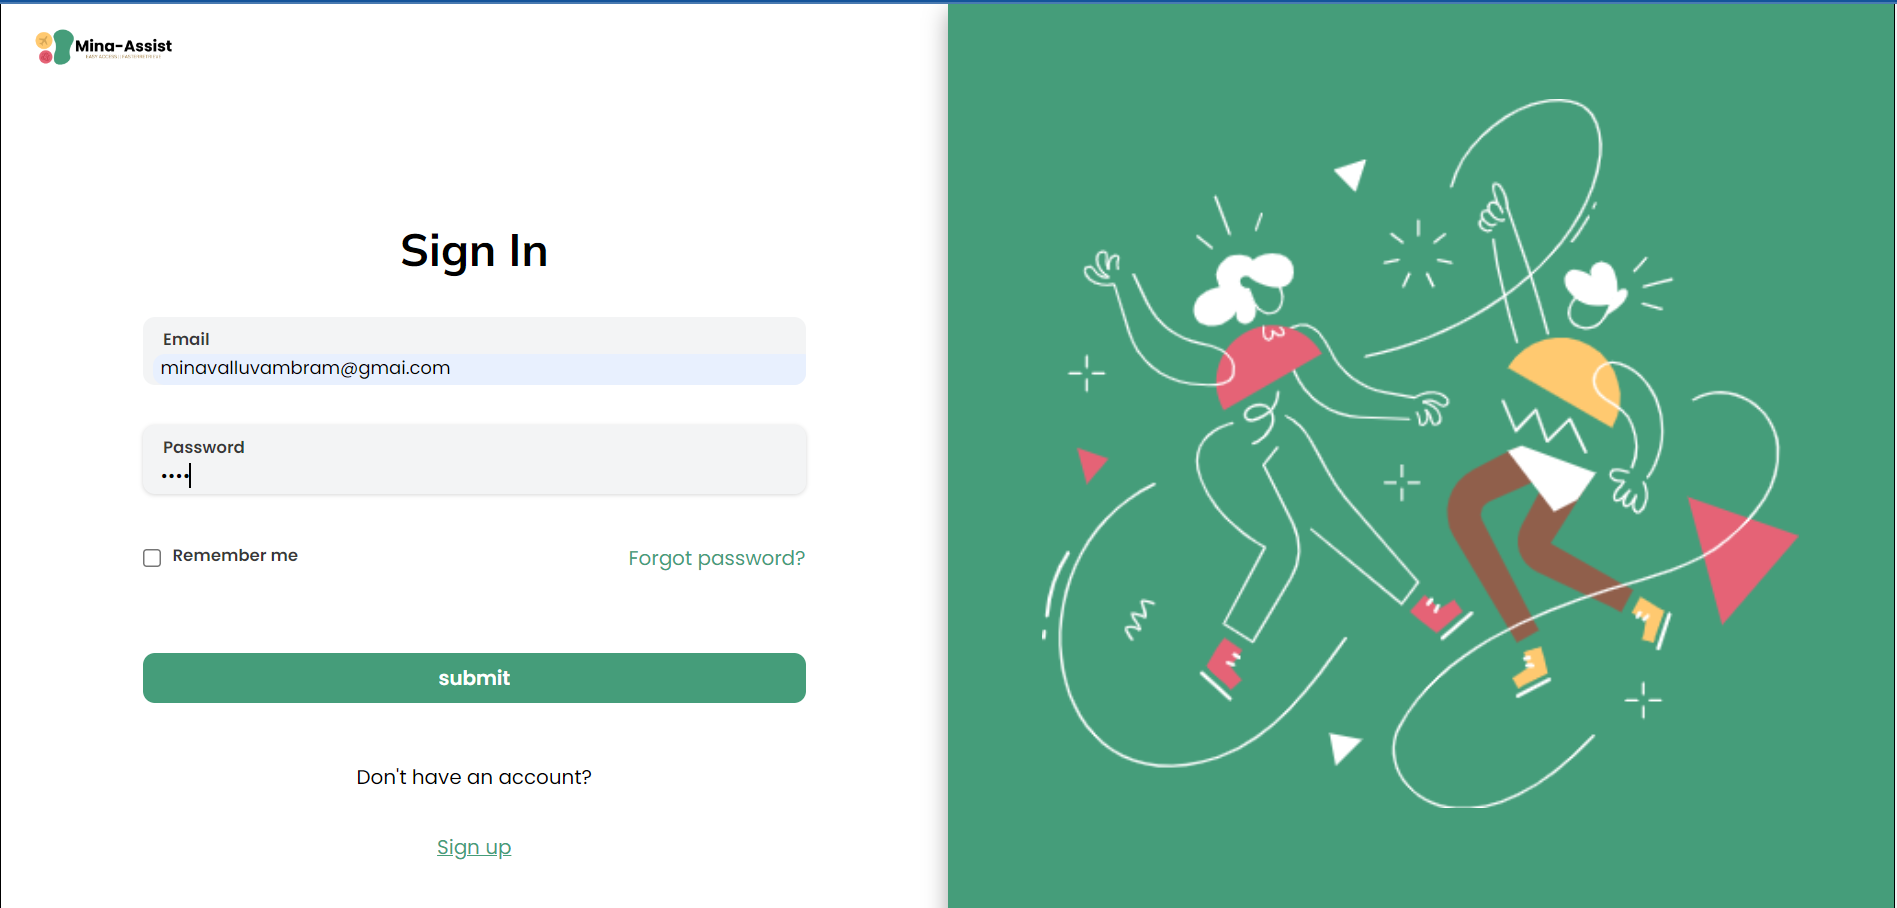 Mina-Assist
Sign In
Email
minavalluvambram@gmai.com
Password
••••
Remember me
Forgot password?
submit
Don't have an account?
Sign up